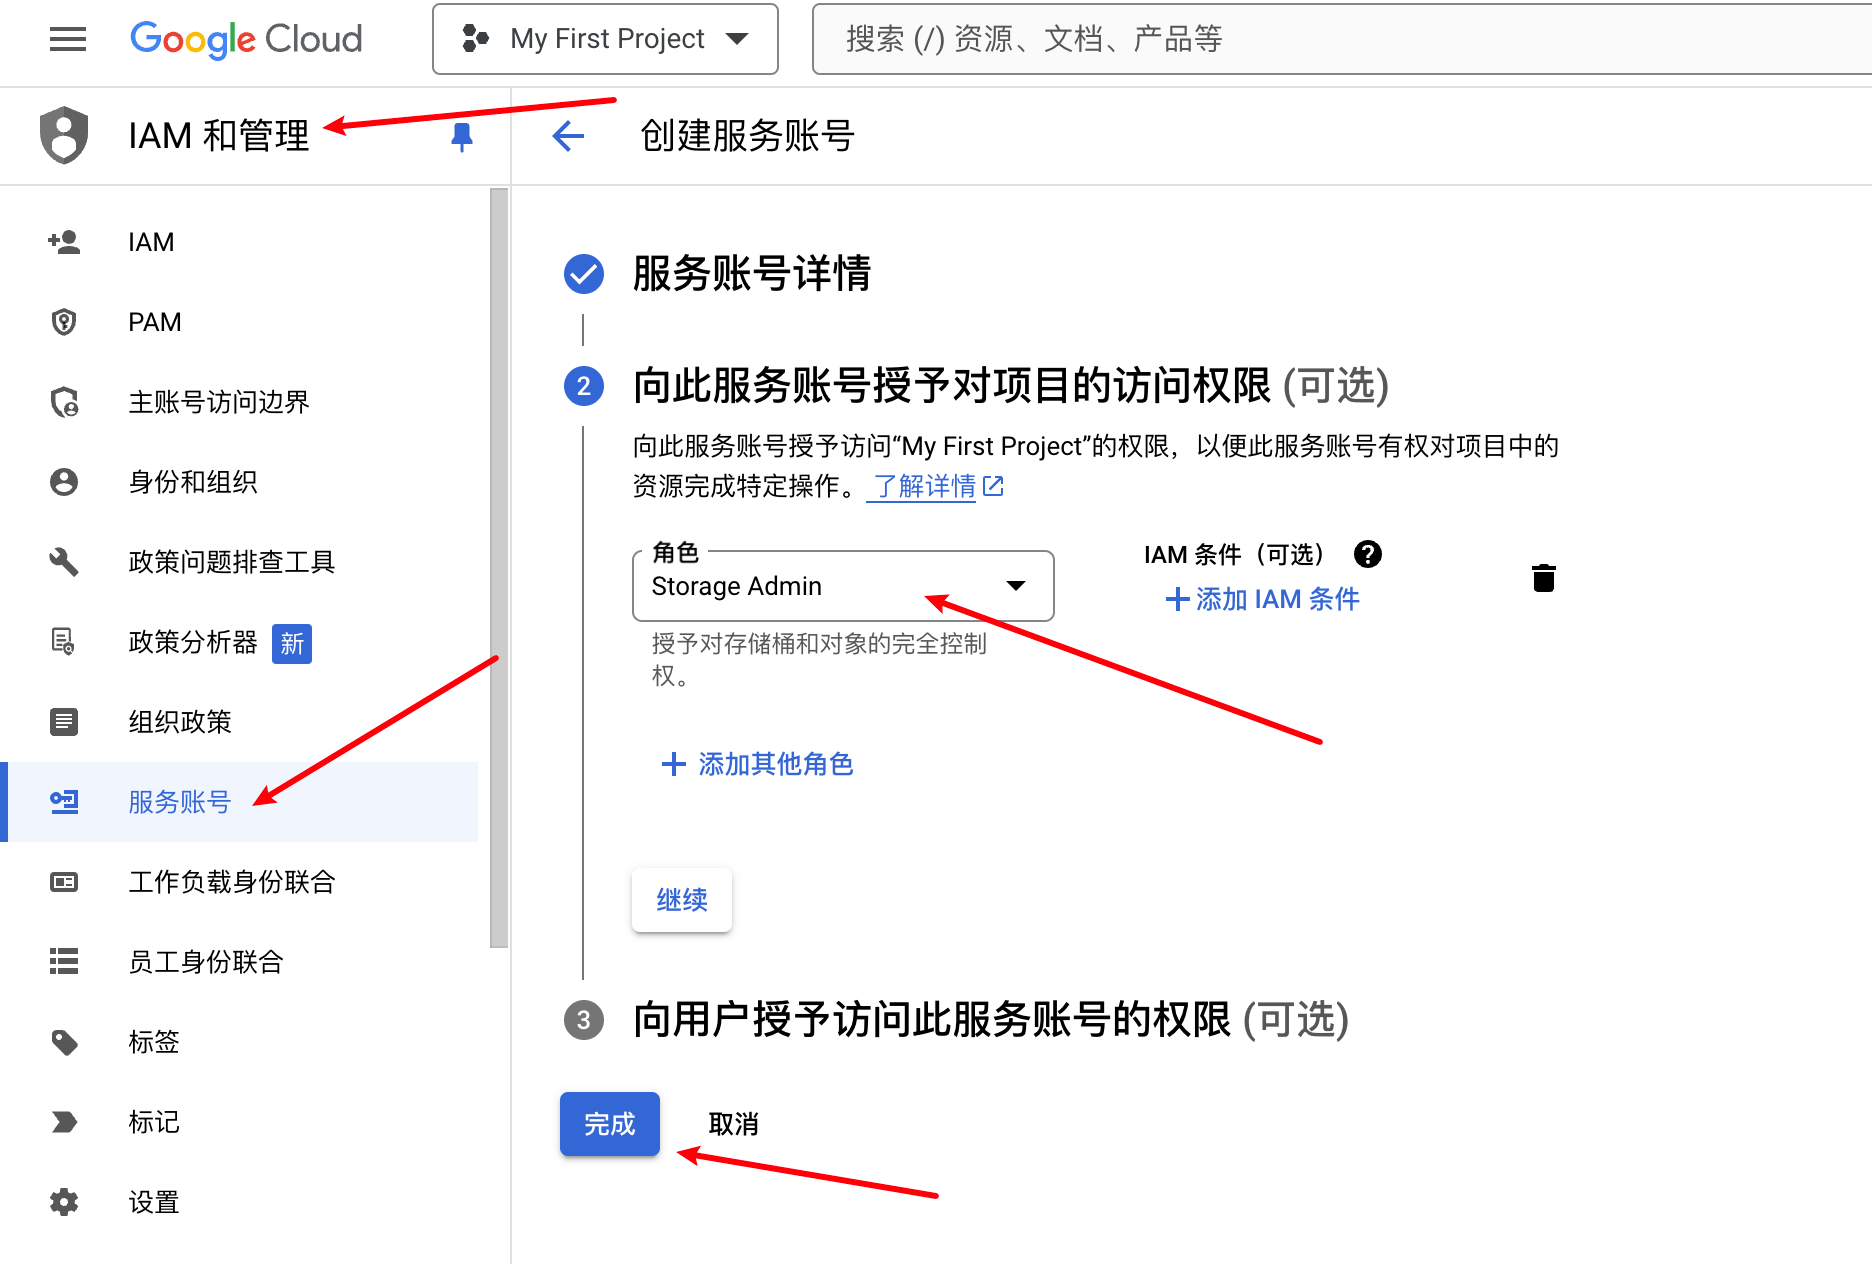 Google Cloud
My First Project
搜索 (/) 资源、文档、产品等
IAM 和管理
创建服务账号
IAM
PAM
主账号访问边界
身份和组织
政策问题排查工具
政策分析器 新
组织政策
服务账号
工作负载身份联合
员工身份联合
标签
标记
设置
服务账号详情
2 向此服务账号授予对项目的访问权限 (可选)
向此服务账号授予访问“My First Project”的权限，以便此服务账号有权对项目中的
资源完成特定操作。 了解详情
角色
Storage Admin
授予对存储桶和对象的完全控制
权。
IAM 条件（可选） ?
+ 添加 IAM 条件
+ 添加其他角色
继续
3 向用户授予访问此服务账号的权限 (可选)
完成 取消